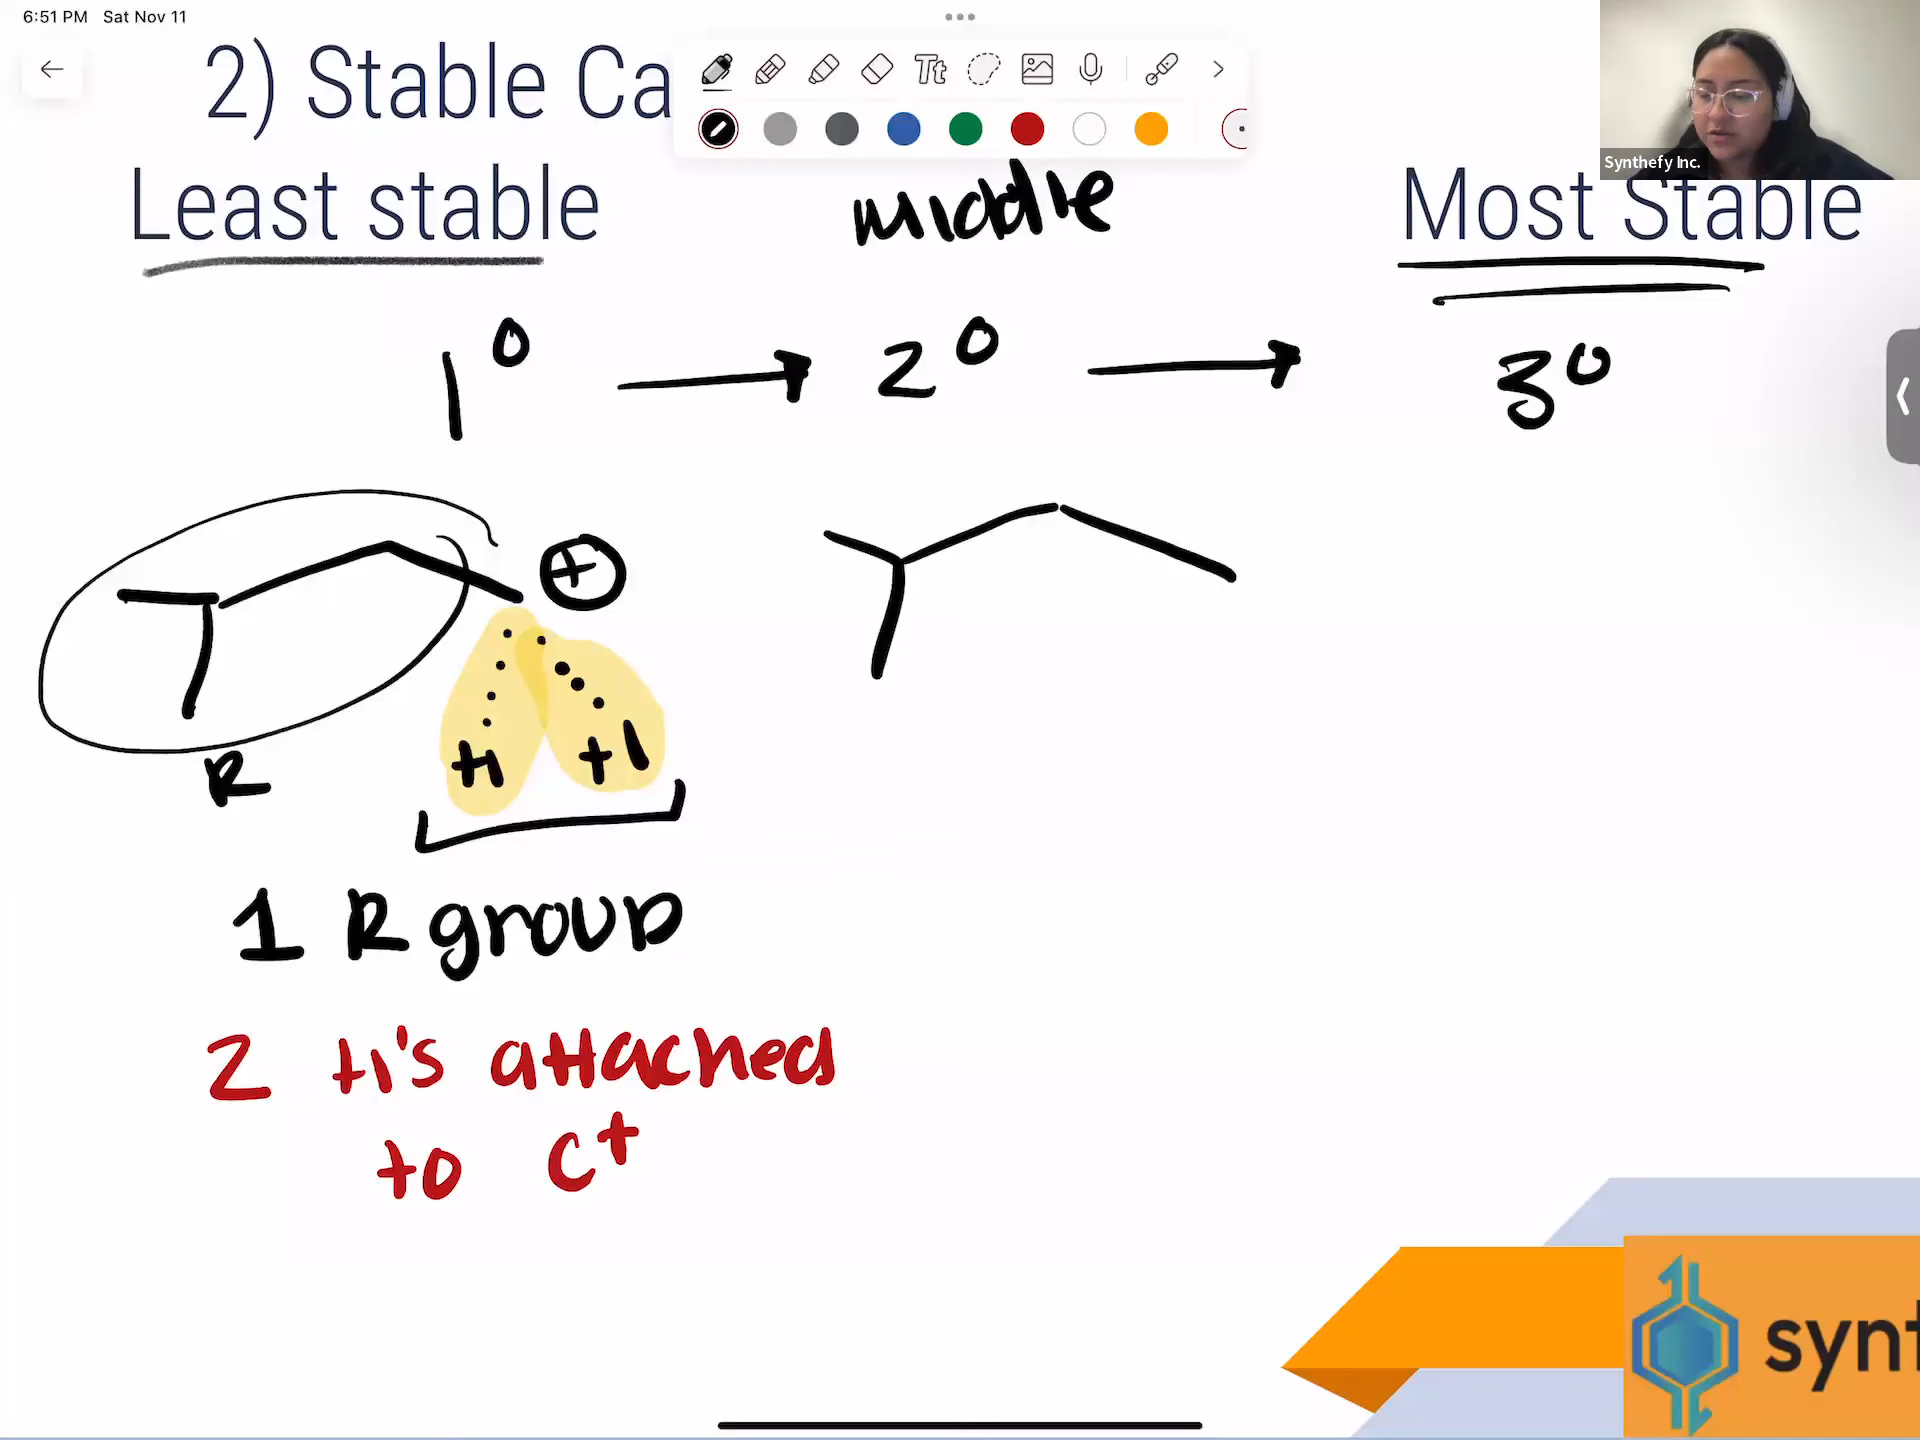 6:51 PM Sat Nov 11
2) Stable Ca
Tt
Synthefy Inc.
Least stable
middle
Most Stable
1° → 2° → 3°
+
H H
R
1 R group
2 H's attached
to C+
synt